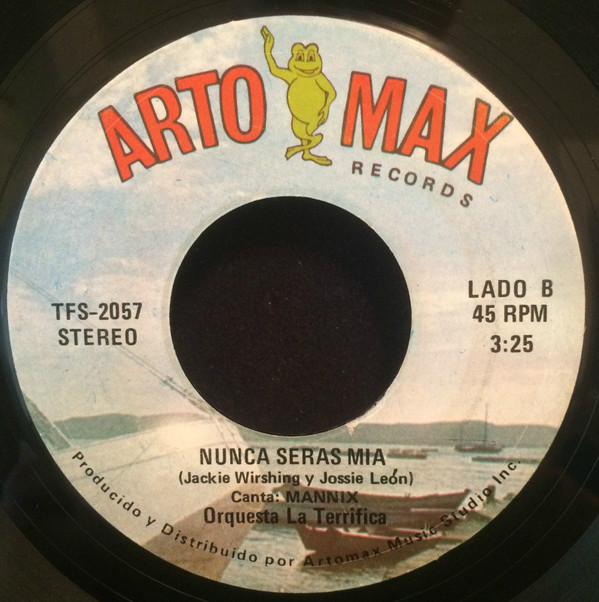 ARTO MAX
RECORDS
TFS-2057
STEREO
LADO B
45 RPM
3:25
NUNCA SERAS MIA
(Jackie Wirshing y Jossie León)
Canta: MANNIX
Orquesta La Terrifica
Producido y Distribuido por Artomax Music Studio Inc.